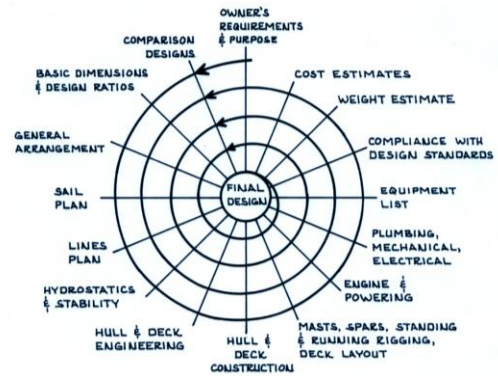 OWNER'S
REQUIREMENTS
& PURPOSE
COMPARISON
DESIGNS
BASIC DIMENSIONS
& DESIGN RATIOS
GENERAL
ARRANGEMENT
SAIL
PLAN
LINES
PLAN
HYDROSTATICS
& STABILITY
HULL & DECK
ENGINEERING
HULL &
DECK
CONSTRUCTION
MASTS, SPARS, STANDING
& RUNNING RIGGING,
DECK LAYOUT
ENGINE &
POWERING
PLUMBING,
MECHANICAL,
ELECTRICAL
EQUIPMENT
LIST
COMPLIANCE WITH
DESIGN STANDARDS
WEIGHT ESTIMATE
COST ESTIMATES
FINAL
DESIGN